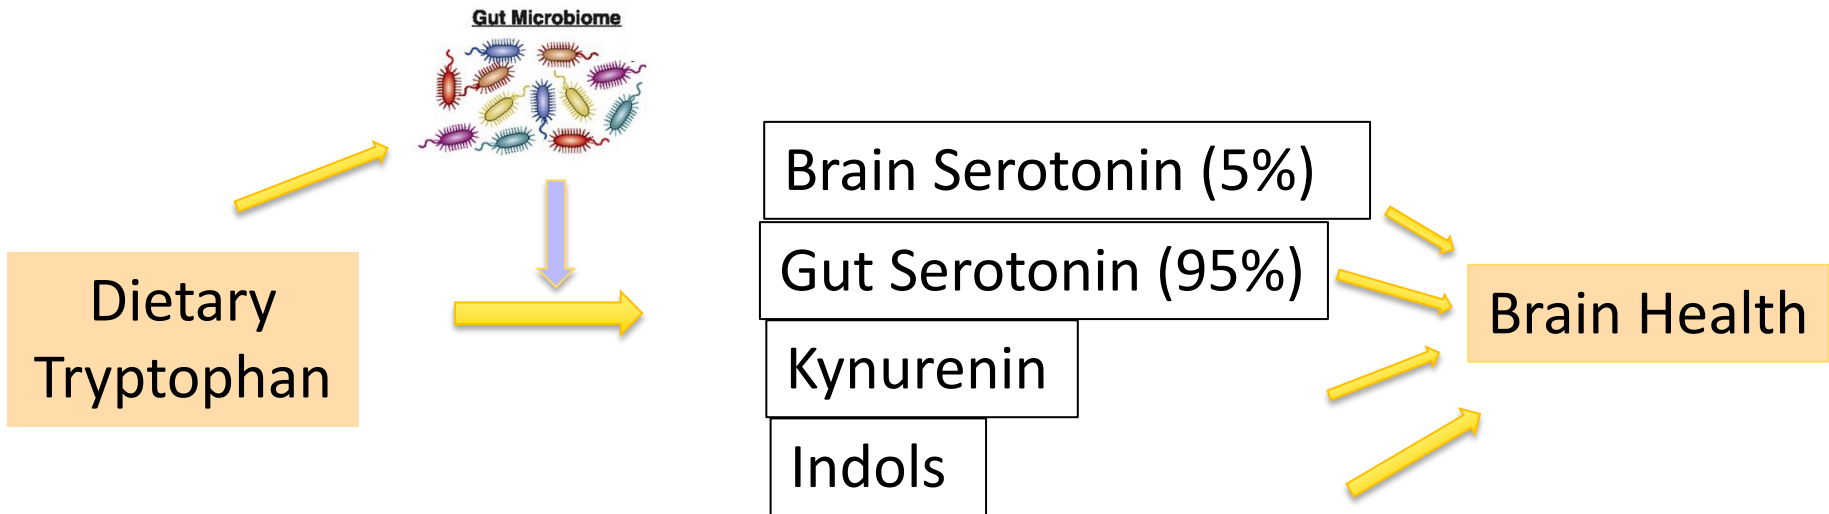 Gut Microbiome
Brain Serotonin (5%)
Gut Serotonin (95%)
Dietary
Tryptophan
Brain Health
Kynurenin
Indols